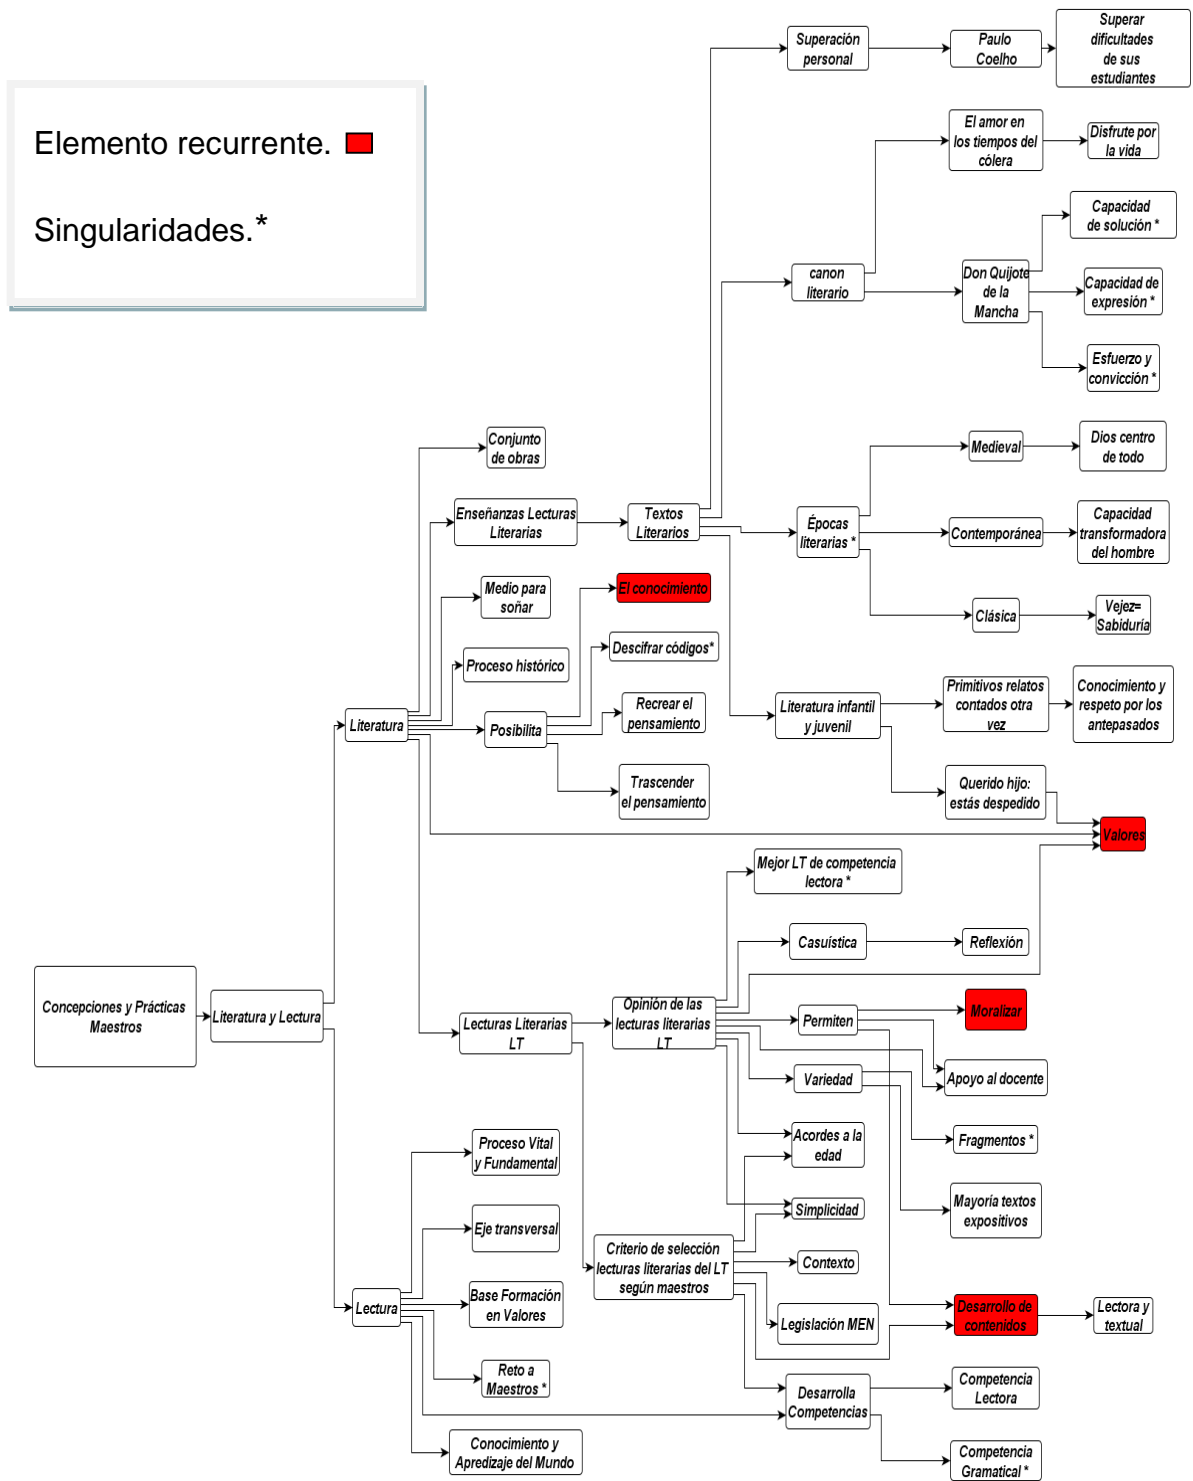 Elemento recurrente.
Singularidades.*
Superación
personal
Paulo
Coelho
Superar
dificultades
de sus
estudiantes
El amor en
los tiempos del
cólera
Disfrute por
la vida
canon
literario
Don Quijote
de la
Mancha
Capacidad
de solución *
Capacidad de
expresión *
Esfuerzo y
convicción *
Conjunto
de obras
Enseñanzas Lecturas
Literarias
Textos
Literarios
Épocas
literarias *
Medieval
Dios centro
de todo
Contemporánea
Capacidad
transformadora
del hombre
Clásica
Vejez=
Sabiduría
Medio para
soñar
El conocimiento
Proceso histórico
Descifrar códigos*
Literatura
Posibilita
Recrear el
pensamiento
Trascender
el pensamiento
Literatura infantil
y juvenil
Primitivos relatos
contados otra
vez
Conocimiento y
respeto por los
antepasados
Querido hijo:
estás despedido
Valores
Mejor LT de competencia
lectora *
Casuística
Reflexión
Concepciones y Prácticas
Maestros
Literatura y Lectura
Lecturas Literarias
LT
Opinión de las
lecturas literarias
LT
Permiten
Moralizar
Variedad
Apoyo al docente
Acordes a la
edad
Fragmentos *
Mayoría textos
expositivos
Simplicidad
Proceso Vital
y Fundamental
Eje transversal
Criterio de selección
lecturas literarias del LT
según maestros
Contexto
Lectura
Base Formación
en Valores
Legislación MEN
Desarrollo de
contenidos
Lectora y
textual
Reto a
Maestros *
Desarrolla
Competencias
Competencia
Lectora
Conocimiento y
Apredizaje del Mundo
Competencia
Gramatical *